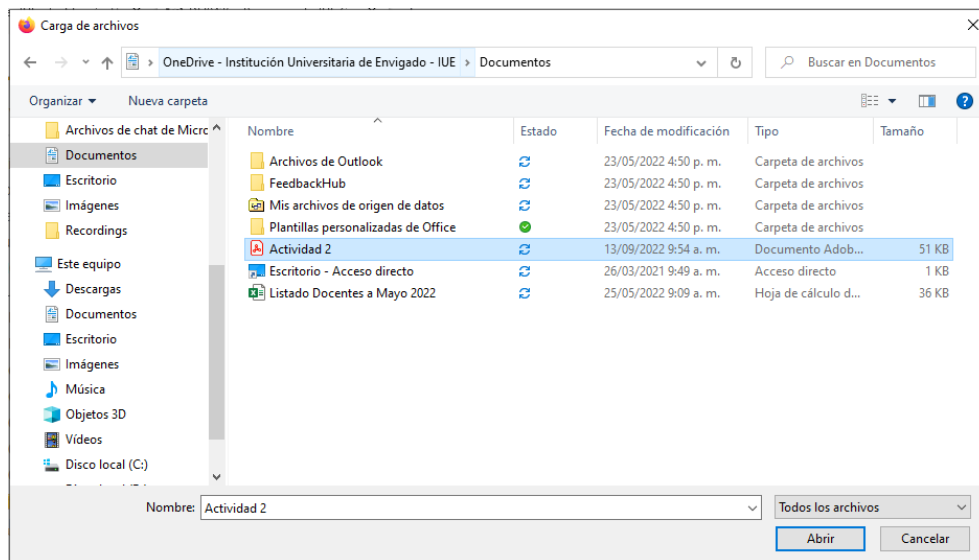 Carga de archivos
OneDrive - Institución Universitaria de Envigado - IUE > Documentos
Buscar en Documentos
Organizar
Nueva carpeta
Archivos de chat de Micrc
Documentos
Escritorio
Imágenes
Recordings
Este equipo
Descargas
Documentos
Escritorio
Imágenes
Música
Objetos 3D
Vídeos
Disco local (C:)
Nombre Estado Fecha de modificación Tipo Tamaño
Archivos de Outlook 23/05/2022 4:50 p. m. Carpeta de archivos
FeedbackHub 23/05/2022 4:50 p. m. Carpeta de archivos
Mis archivos de origen de datos 23/05/2022 4:50 p. m. Carpeta de archivos
Plantillas personalizadas de Office 23/05/2022 4:50 p. m. Carpeta de archivos
Actividad 2 13/09/2022 9:54 a. m. Documento Adob... 51 KB
Escritorio - Acceso directo 26/03/2021 9:49 a. m. Acceso directo 1 KB
Listado Docentes a Mayo 2022 25/05/2022 9:09 a. m. Hoja de cálculo d... 36 KB
Nombre: Actividad 2
Todos los archivos
Abrir
Cancelar